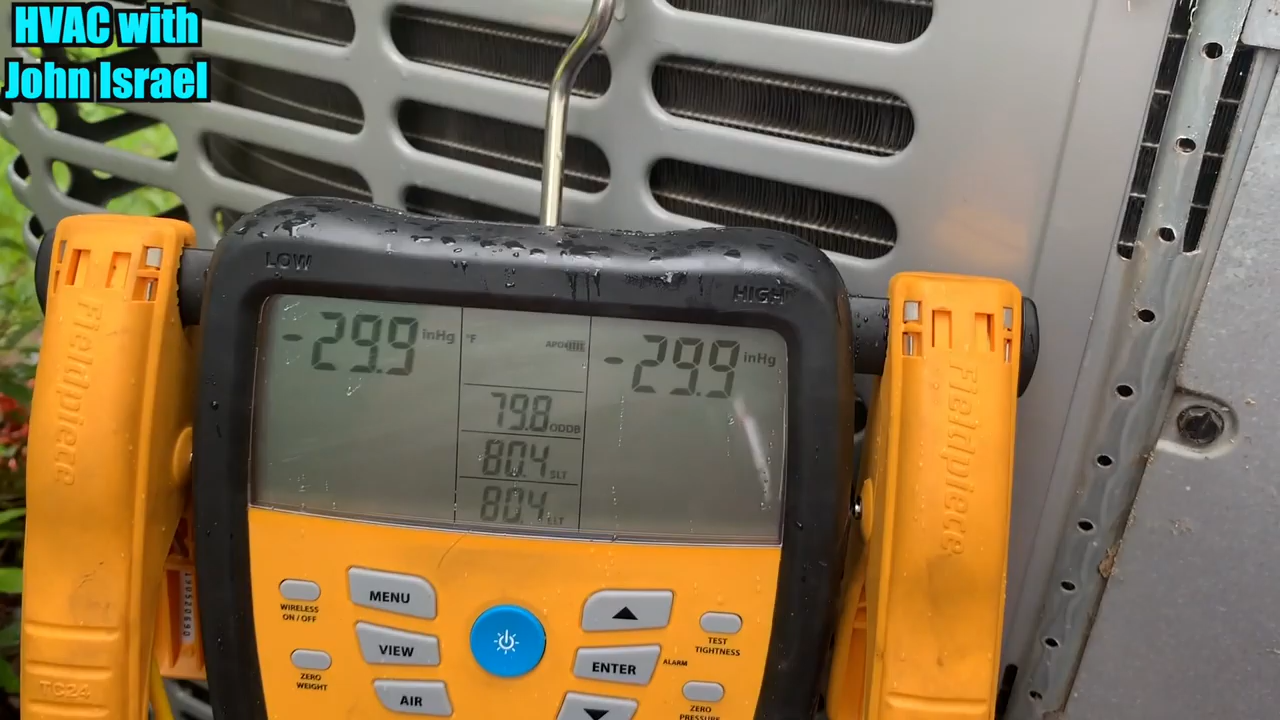 HVAC with
John Israel
LOW
HIGH
-29.9 inHg
°F
-29.9 inHg
79.8 ODDB
80.4 SLT
80.4 LLT
Fieldpiece
Fieldpiece
MENU
WIRELESS
ON / OFF
VIEW
ZERO
WEIGHT
AIR
ENTER
ALARM
TEST
TIGHTNESS
ZERO
PRESSURE
TC24